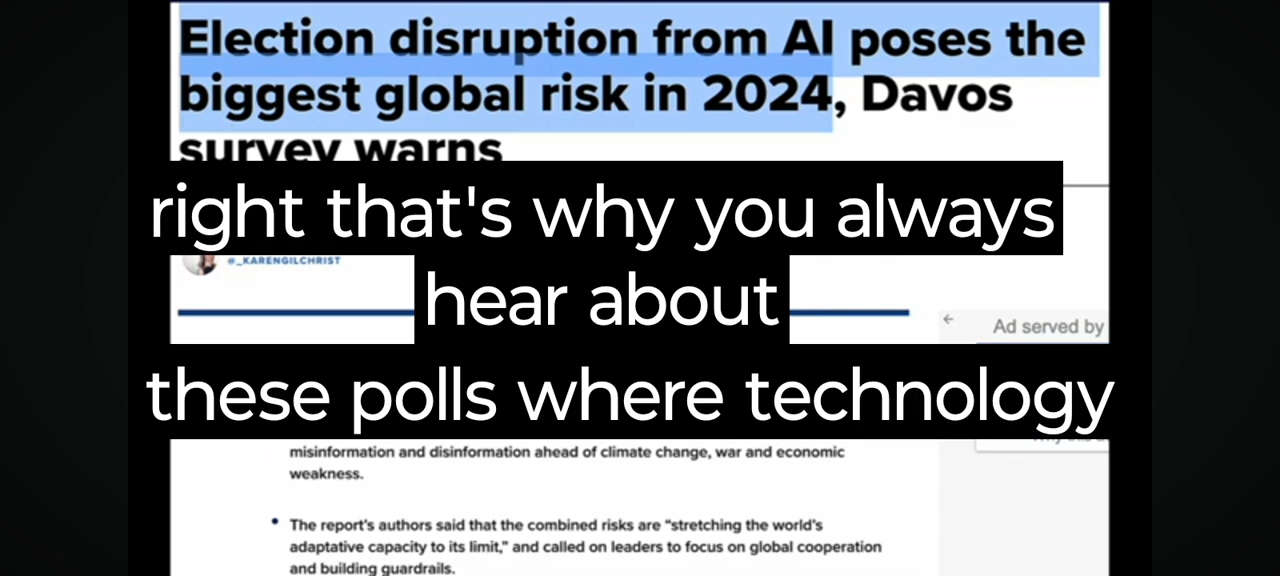 Election disruption from AI poses the
biggest global risk in 2024, Davos
survey warns
right that's why you always
@_KARENGILCHRIST
hear about
Ad served by
these polls where technology
misinformation and disinformation ahead of climate change, war and economic
weakness.
• The report's authors said that the combined risks are “stretching the world's
adaptative capacity to its limit,” and called on leaders to focus on global cooperation
and building guardrails.